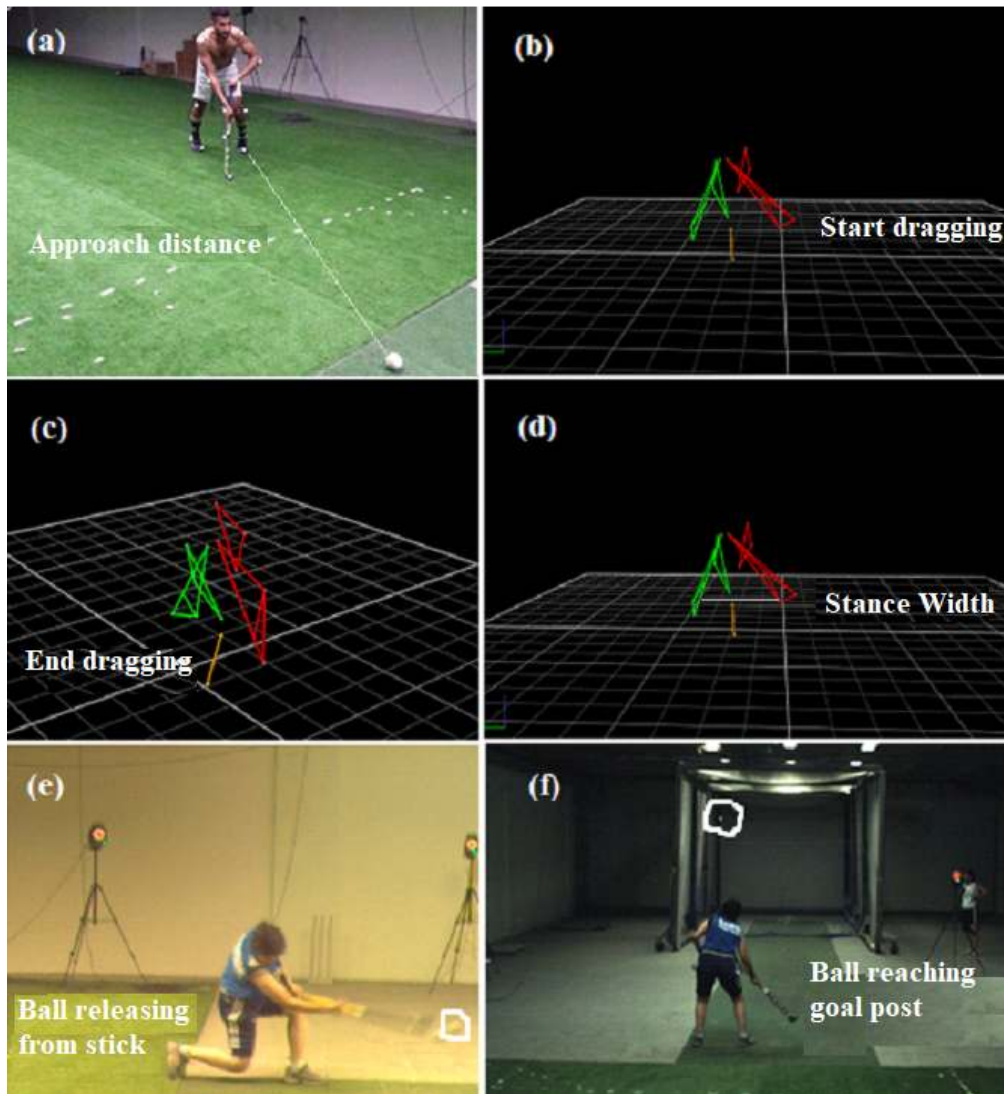 (a)
Approach distance
(b)
Start dragging
(c)
End dragging
(d)
Stance Width
(e)
Ball releasing
from stick
(f)
Ball reaching
goal post